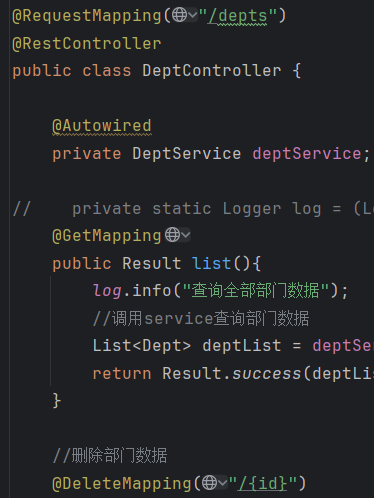 @RequestMapping("/depts")
@RestController
public class DeptController {
@Autowired
private DeptService deptService;
// private static Logger log = (Lo
@GetMapping
public Result list(){
log.info("查询全部部门数据");
//调用service查询部门数据
List<Dept> deptList = deptSer
return Result.success(deptLis
}
//删除部门数据
@DeleteMapping("/{id}")